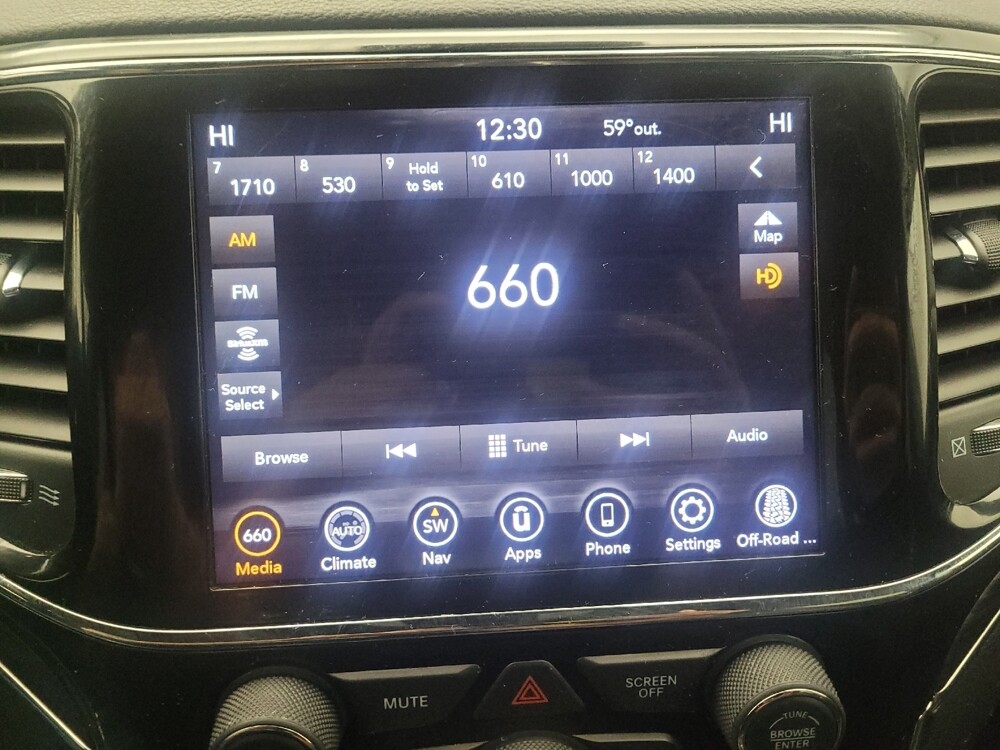 HI 12:30 59° out. HI
7 1710 8 530 9 Hold to Set 10 610 11 1000 12 1400
AM
Map
660
HD
FM
SiriusXM
Source
Select
Browse Tune Audio
660 AUTO SW û
Media Climate Nav Apps Phone Settings Off-Road ...
MUTE
SCREEN
OFF
TUNE
BROWSE
ENTER